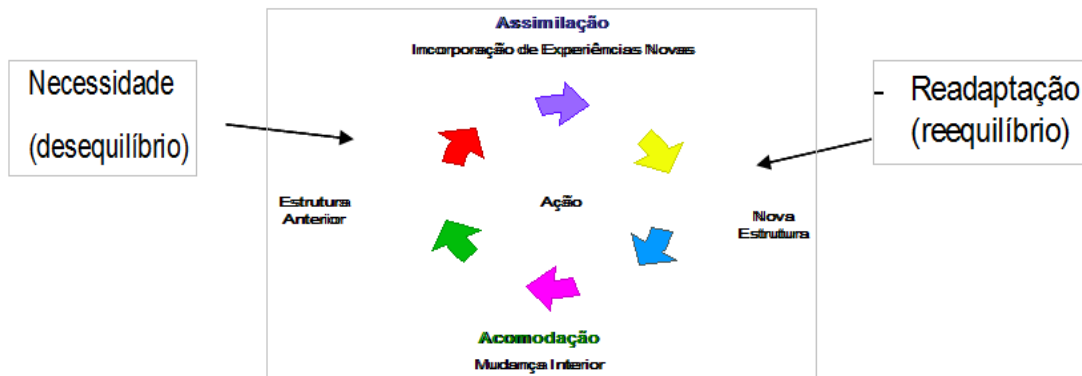 Assimilação
Incorporação de Experiências Novas
Necessidade
(desequilíbrio)
- Readaptação
(reequilíbrio)
Estrutura
Anterior
Ação
Nova
Estrutura
Acomodação
Mudança Interior